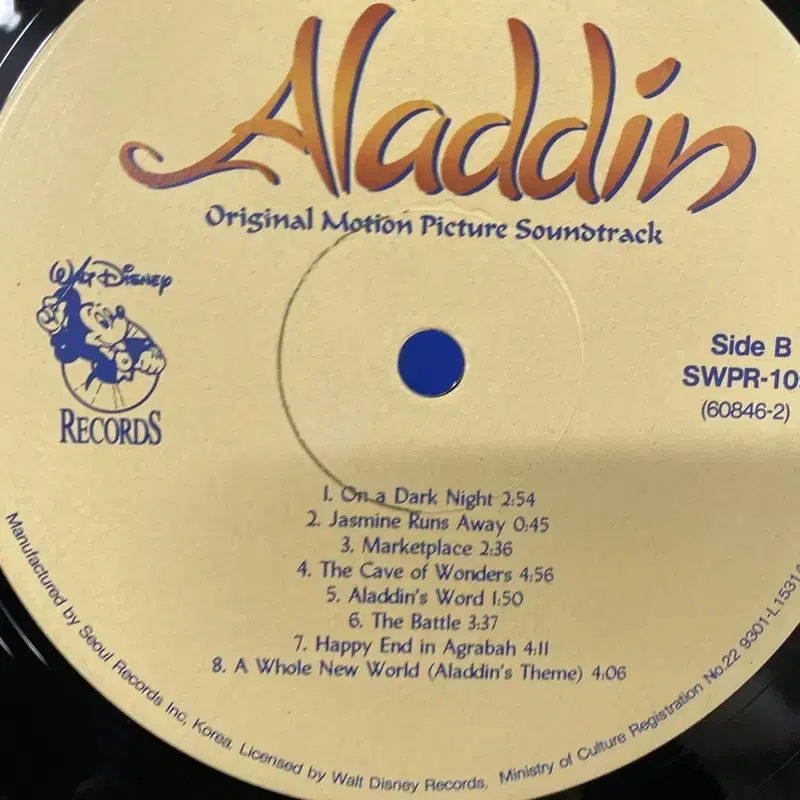 Aladdin
Original Motion Picture Soundtrack
Walt Disney
RECORDS
Side B
SWPR-10
(60846-2)
1. On a Dark Night 2:54
2. Jasmine Runs Away 0:45
3. Marketplace 2:36
4. The Cave of Wonders 4:56
5. Aladdin's Word 1:50
6. The Battle 3:37
7. Happy End in Agrabah 4:11
8. A Whole New World (Aladdin's Theme) 4:06
Manufactured by Seoul Records Inc, Korea. Licensed by Walt Disney Records, Ministry of Culture Registration No.22 9301-L1531